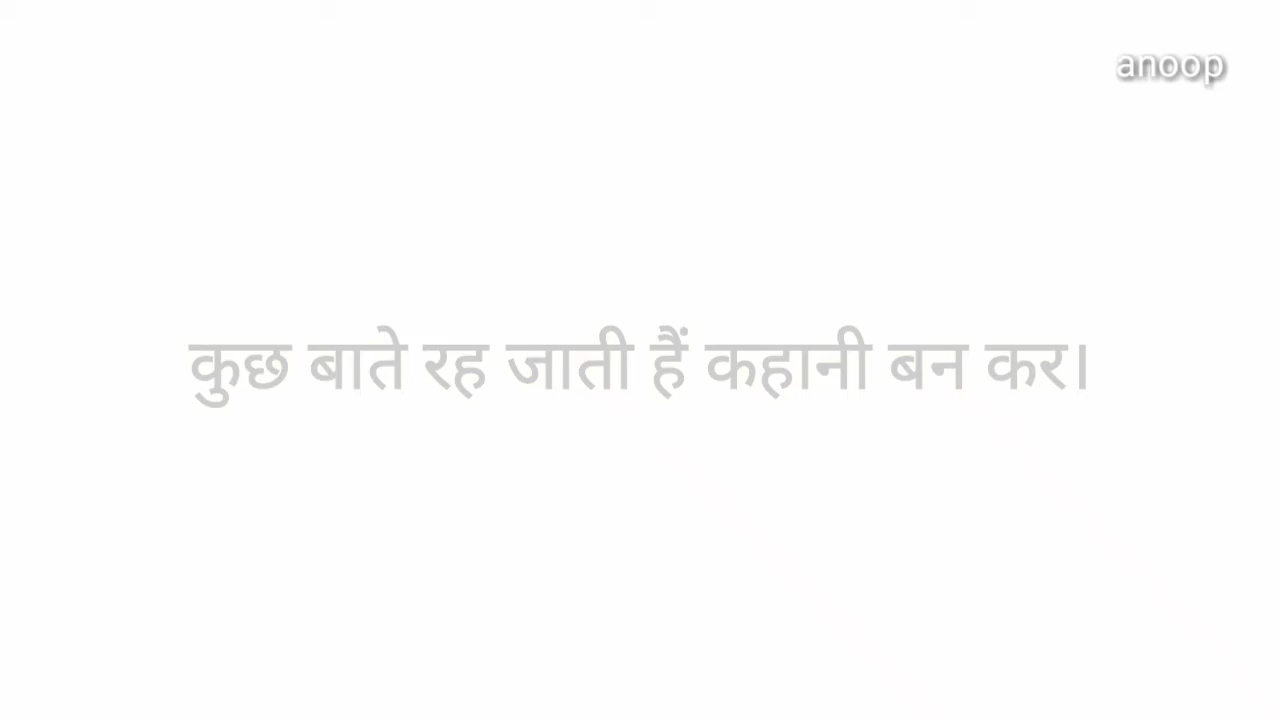 anoop
कुछ बाते रह जाती हैं कहानी बन कर।